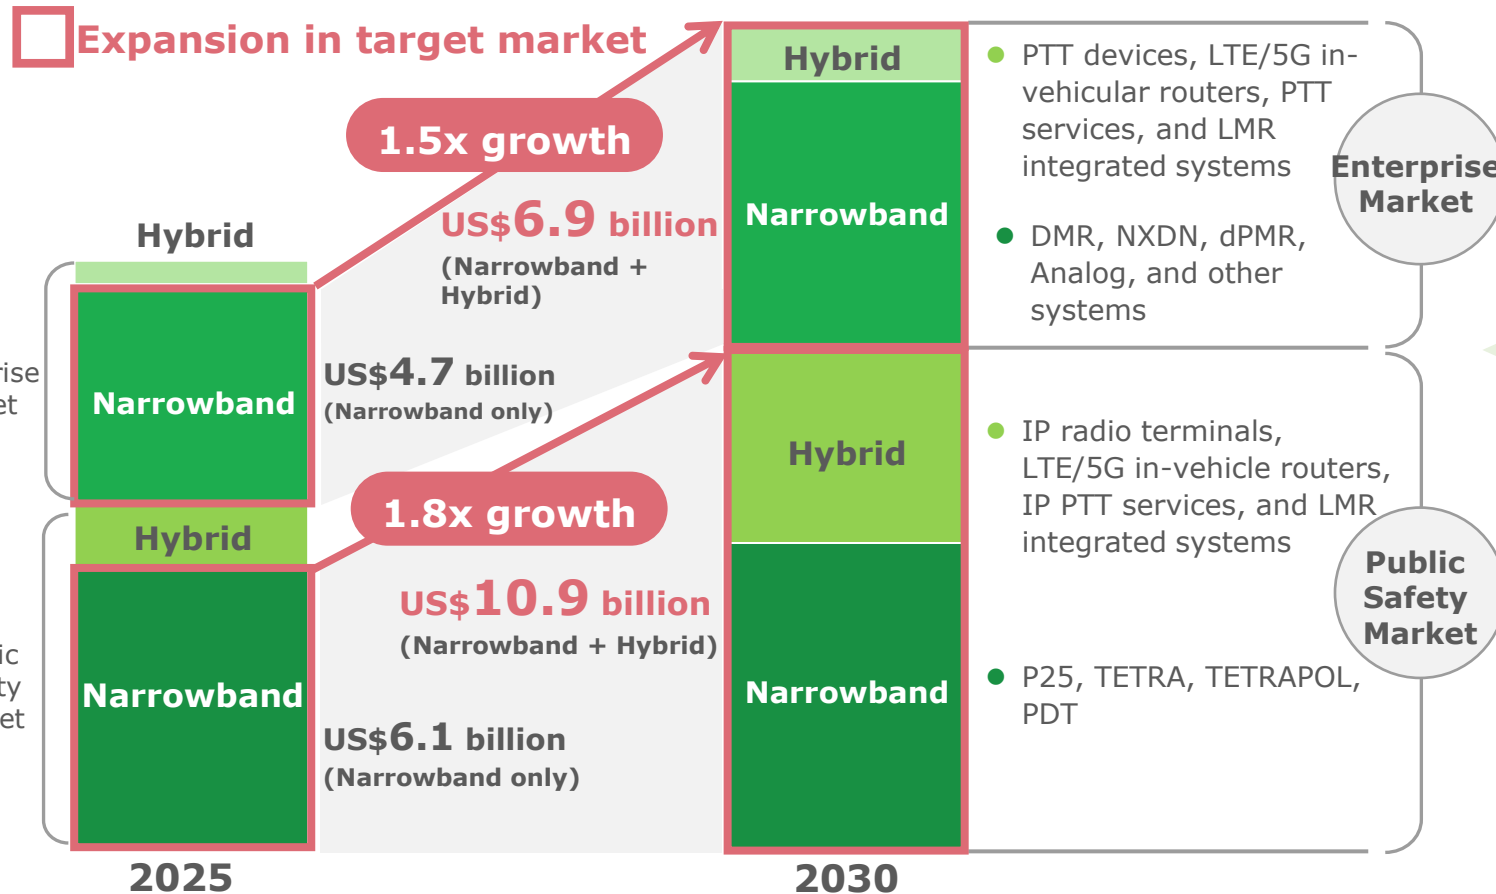 Expansion in target market
1.5x growth
US$6.9 billion
(Narrowband +
Hybrid)
US$4.7 billion
(Narrowband only)
1.8x growth
US$10.9 billion
(Narrowband + Hybrid)
US$6.1 billion
(Narrowband only)
Hybrid
Narrowband
Hybrid
Narrowband
2025
Hybrid
Narrowband
Hybrid
Narrowband
2030
PTT devices, LTE/5G in-
vehicular routers, PTT
services, and LMR
integrated systems
DMR, NXDN, dPMR,
Analog, and other
systems
Enterprise
Market
IP radio terminals,
LTE/5G in-vehicle routers,
IP PTT services, and LMR
integrated systems
P25, TETRA, TETRAPOL,
PDT
Public
Safety
Market